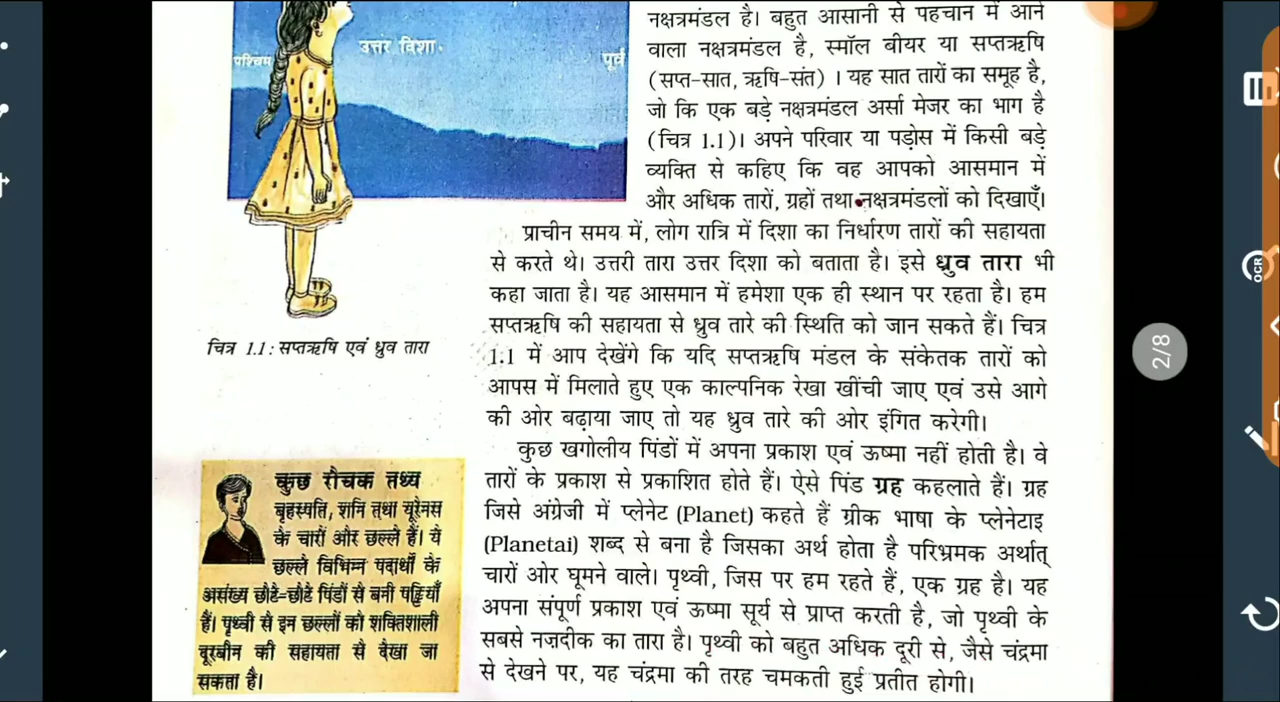 उत्तर दिशा
पश्चिम
पूर्व
नक्षत्रमंडल है। बहुत आसानी से पहचान में आने
वाला नक्षत्रमंडल है, स्मॉल बीयर या सप्तऋषि
(सप्त-सात, ऋषि-संत) । यह सात तारों का समूह है,
जो कि एक बड़े नक्षत्रमंडल अर्सा मेजर का भाग है
(चित्र 1.1)। अपने परिवार या पड़ोस में किसी बड़े
व्यक्ति से कहिए कि वह आपको आसमान में
और अधिक तारों, ग्रहों तथा नक्षत्रमंडलों को दिखाएँ।
प्राचीन समय में, लोग रात्रि में दिशा का निर्धारण तारों की सहायता
से करते थे। उत्तरी तारा उत्तर दिशा को बताता है। इसे ध्रुव तारा भी
कहा जाता है। यह आसमान में हमेशा एक ही स्थान पर रहता है। हम
सप्तऋषि की सहायता से ध्रुव तारे की स्थिति को जान सकते हैं। चित्र
1.1 में आप देखेंगे कि यदि सप्तऋषि मंडल के संकेतक तारों को
आपस में मिलाते हुए एक काल्पनिक रेखा खींची जाए एवं उसे आगे
की ओर बढ़ाया जाए तो यह ध्रुव तारे की ओर इंगित करेगी।
चित्र 1.1 : सप्तऋषि एवं ध्रुव तारा
कुछ खगोलीय पिंडों में अपना प्रकाश एवं ऊष्मा नहीं होती है। वे
तारों के प्रकाश से प्रकाशित होते हैं। ऐसे पिंड ग्रह कहलाते हैं। ग्रह
जिसे अंग्रेजी में प्लेनेट (Planet) कहते हैं ग्रीक भाषा के प्लेनेटाइ
(Planetai) शब्द से बना है जिसका अर्थ होता है परिभ्रमक अर्थात्
चारों ओर घूमने वाले। पृथ्वी, जिस पर हम रहते हैं, एक ग्रह है। यह
अपना संपूर्ण प्रकाश एवं ऊष्मा सूर्य से प्राप्त करती है, जो पृथ्वी के
सबसे नज़दीक का तारा है। पृथ्वी को बहुत अधिक दूरी से, जैसे चंद्रमा
से देखने पर, यह चंद्रमा की तरह चमकती हुई प्रतीत होगी।
कुछ रोचक तथ्य
बृहस्पति, शनि तथा यूरेनस
के चारों ओर छल्ले हैं। ये
छल्ले विभिन्न पदार्थों के
असंख्य छोटे-छोटे पिंडों से बनी पट्टियाँ
हैं। पृथ्वी से इन छल्लों को शक्तिशाली
दूरबीन की सहायता से देखा जा
सकता है।
2/8
OCR